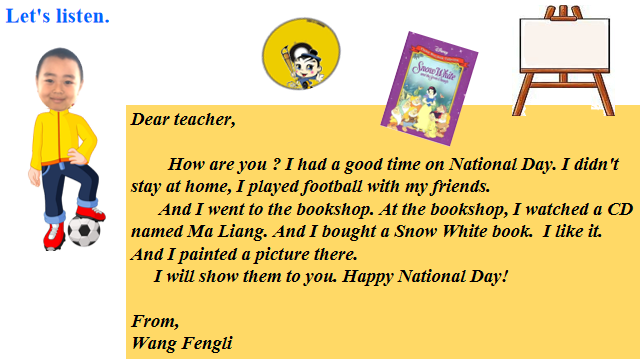 Let's listen.
Disney
Snow White
Dear teacher,
How are you ? I had a good time on National Day. I didn't
stay at home, I played football with my friends.
And I went to the bookshop. At the bookshop, I watched a CD
named Ma Liang. And I bought a Snow White book.  I like it.
And I painted a picture there.
I will show them to you. Happy National Day!
From,
Wang Fengli